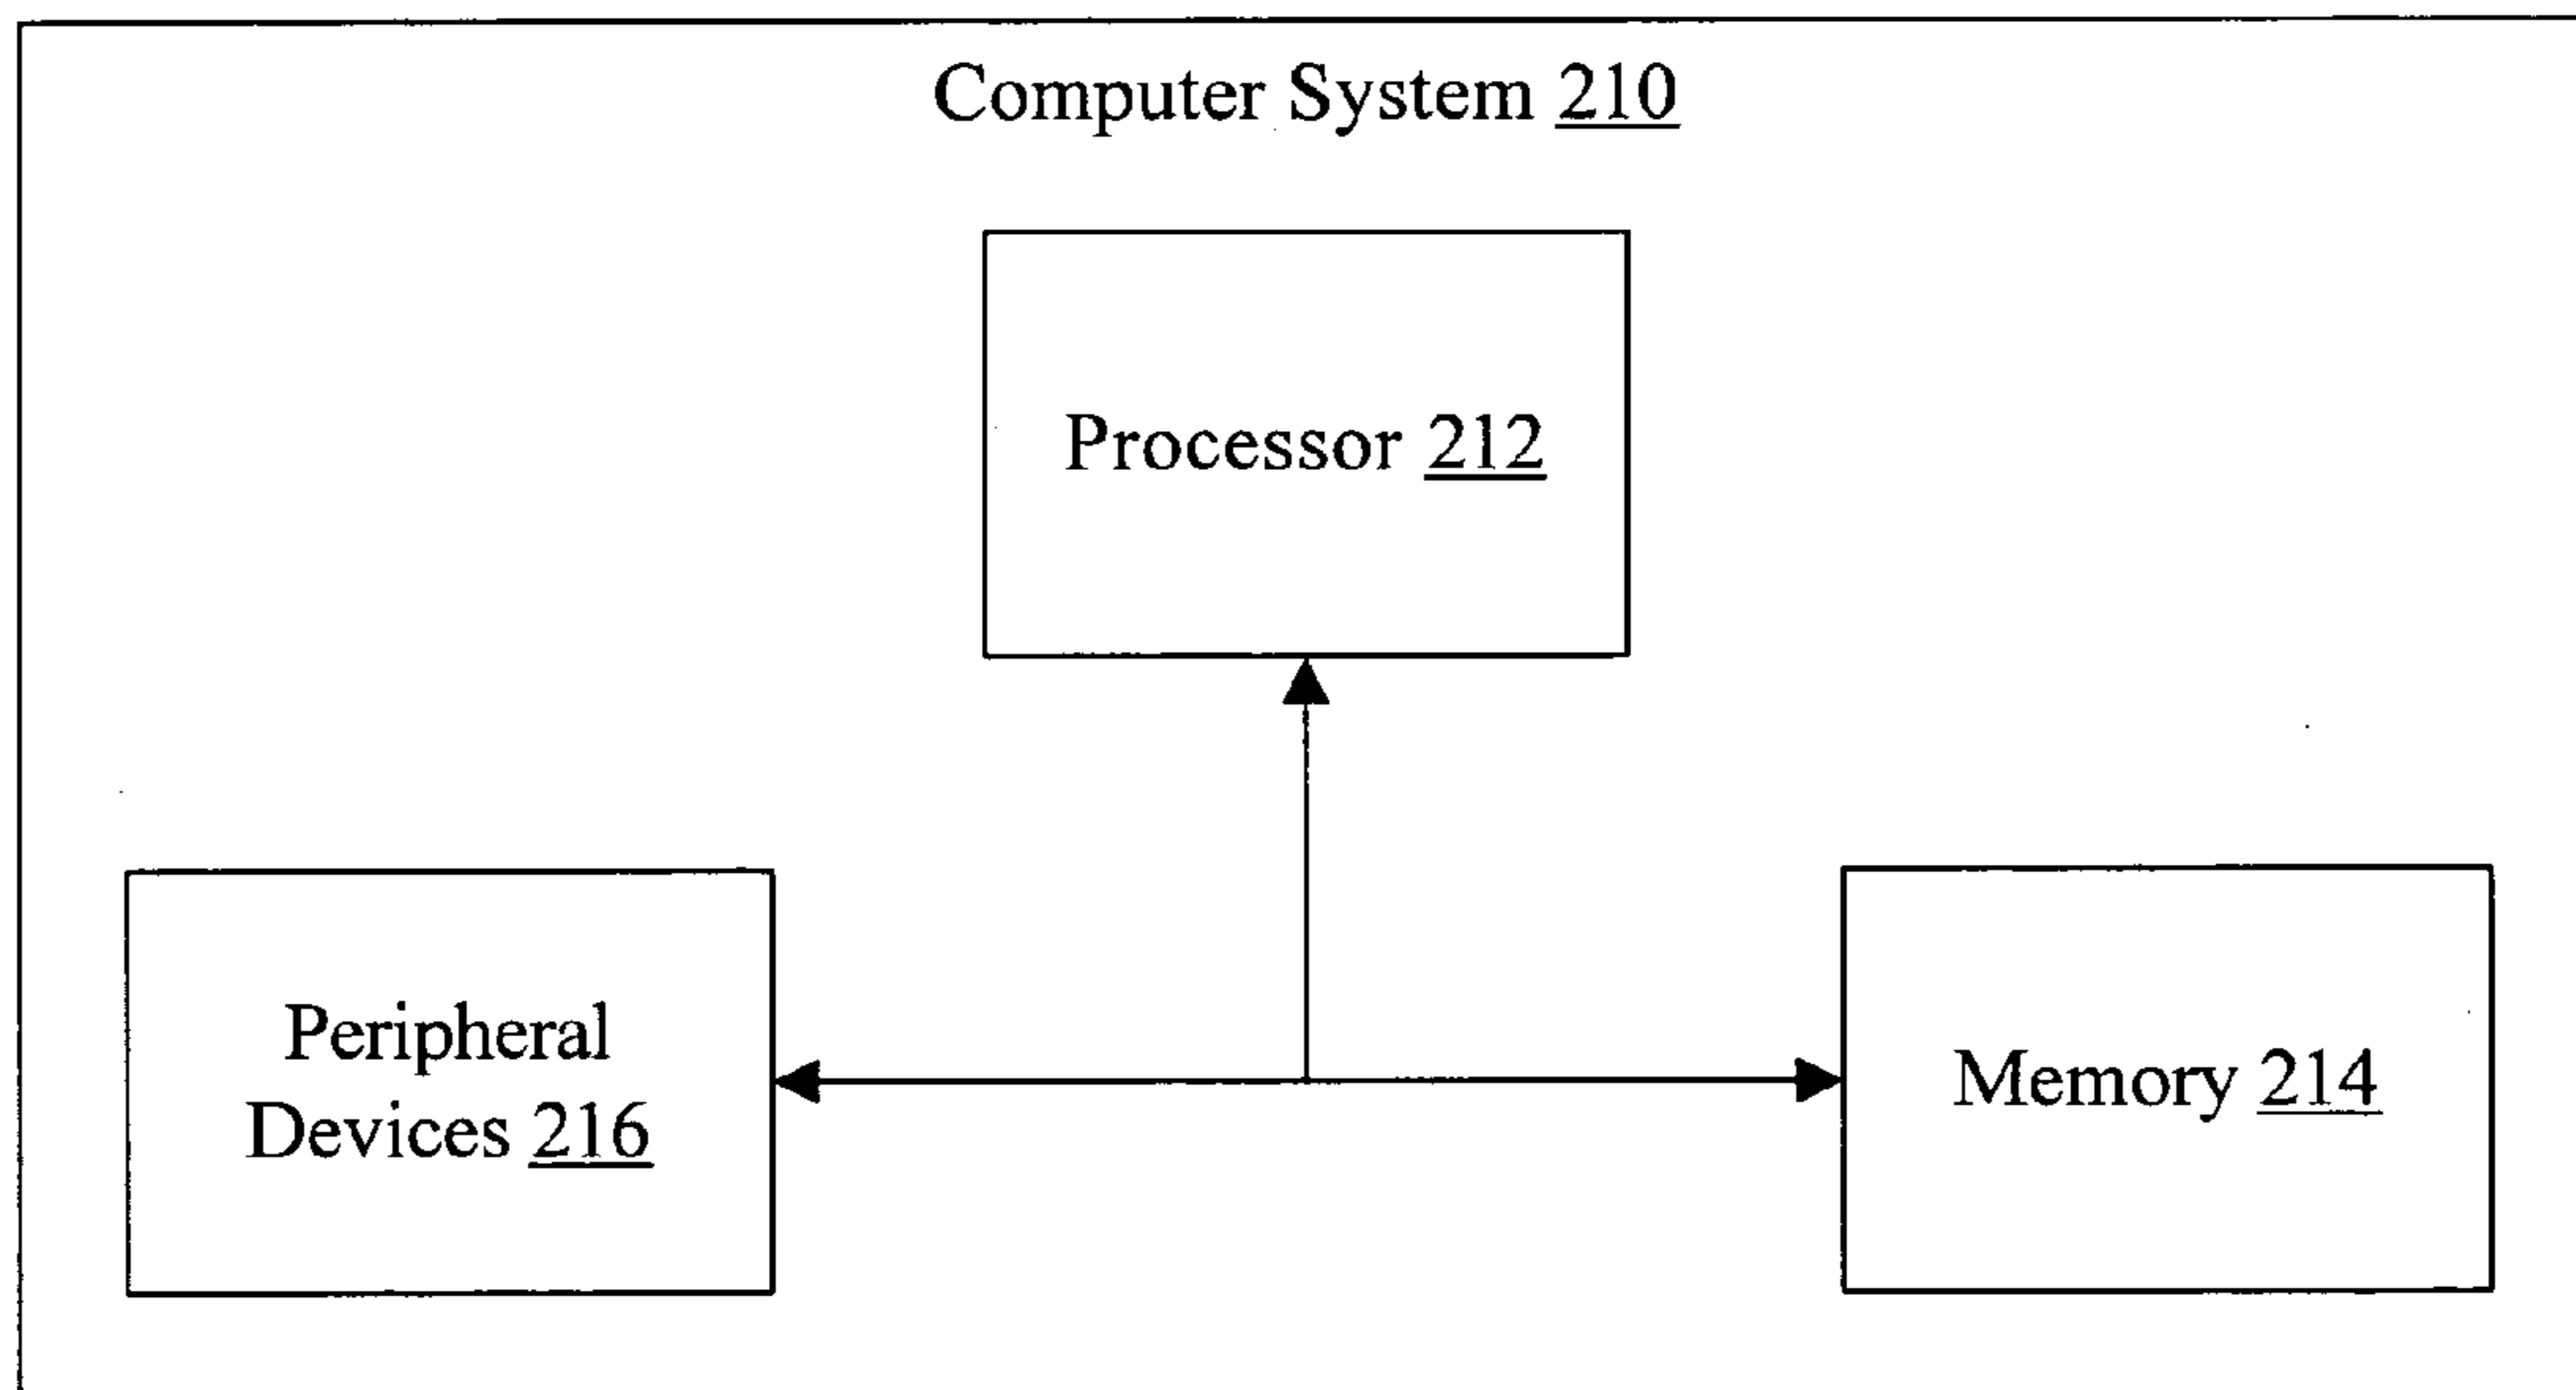 Computer System 210
Processor 212
Peripheral
Devices 216
Memory 214